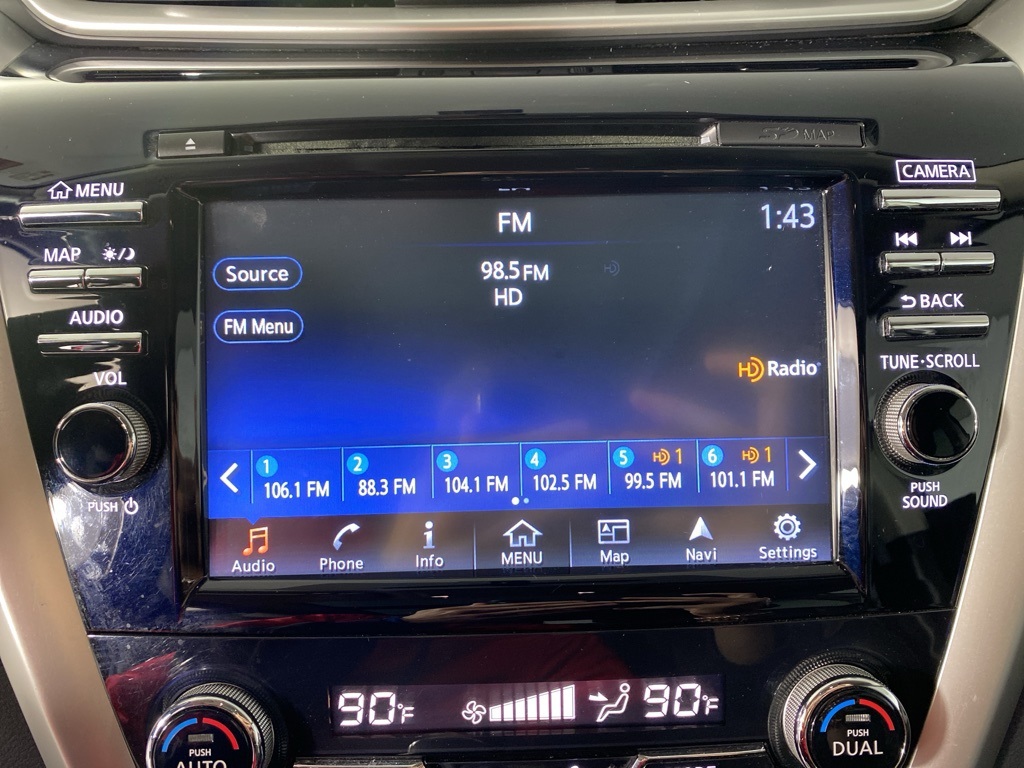 SD MAP
MENU
CAMERA
MAP
AUDIO
VOL
PUSH
FM
1:43
Source
98.5 FM
HD
FM Menu
HD Radio
1
106.1 FM
2
88.3 FM
3
104.1 FM
4
102.5 FM
5 HD 1
99.5 FM
6 HD 1
101.1 FM
Audio
Phone
Info
MENU
Map
Navi
Settings
BACK
TUNE·SCROLL
PUSH
SOUND
90°F
90°F
PUSH
AUTO
PUSH
DUAL